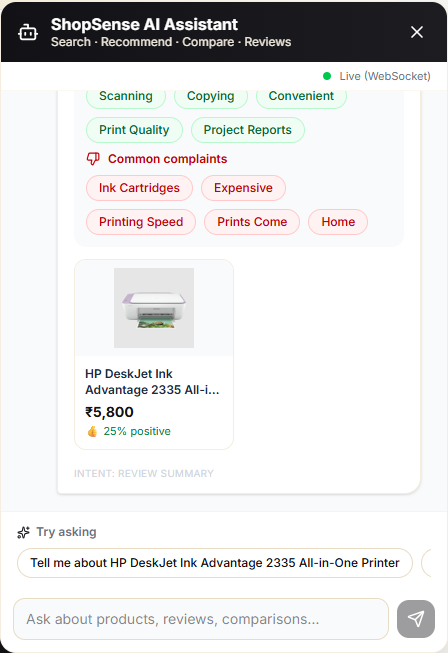 ShopSense AI Assistant
Search · Recommend · Compare · Reviews
Live (WebSocket)
Scanning Copying Convenient
Print Quality Project Reports
Common complaints
Ink Cartridges Expensive
Printing Speed Prints Come Home
HP DeskJet Ink
Advantage 2335 All-i...
₹5,800
👍 25% positive
INTENT: REVIEW SUMMARY
Try asking
Tell me about HP DeskJet Ink Advantage 2335 All-in-One Printer
Ask about products, reviews, comparisons...